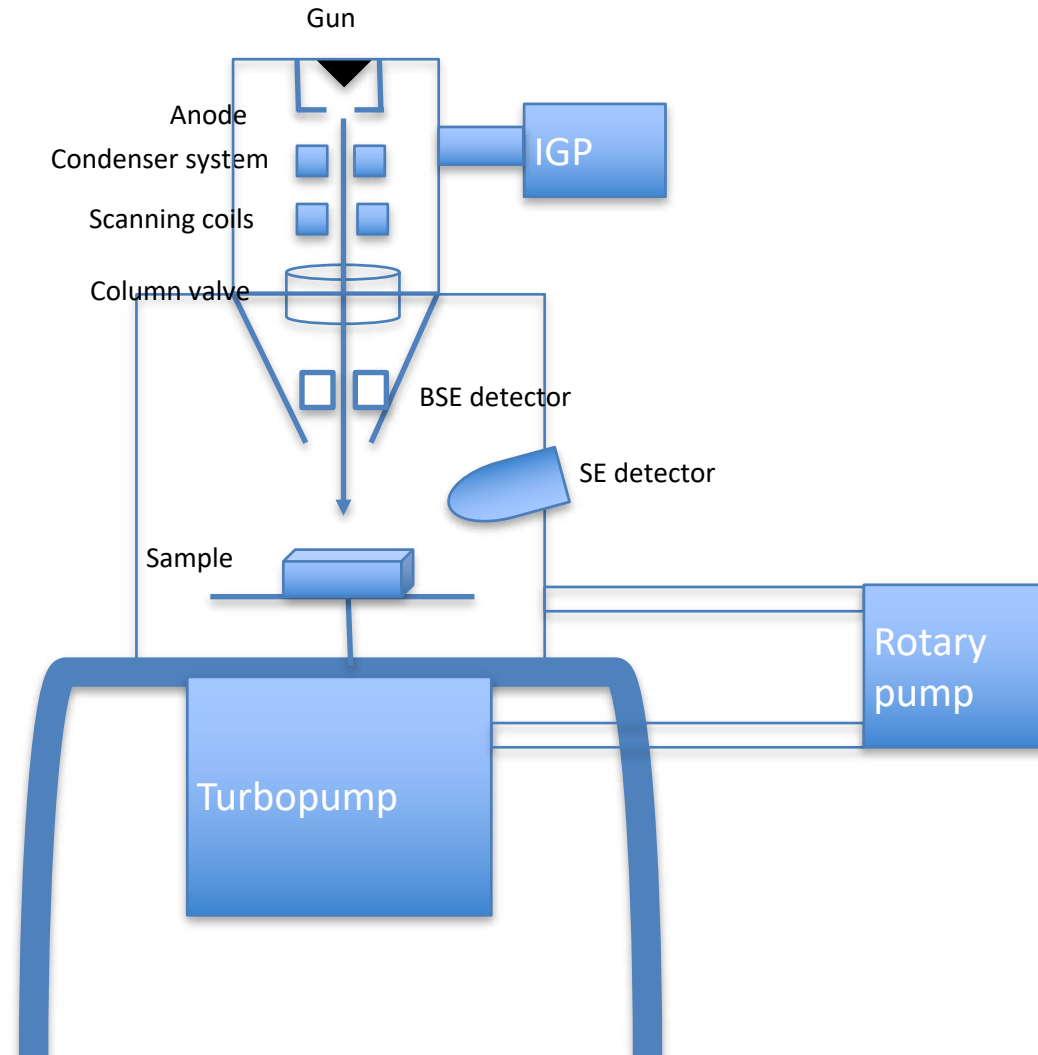 Gun
Anode
IGP
Condenser system
Scanning coils
Column valve
BSE detector
SE detector
Sample
Rotary
pump
Turbopump